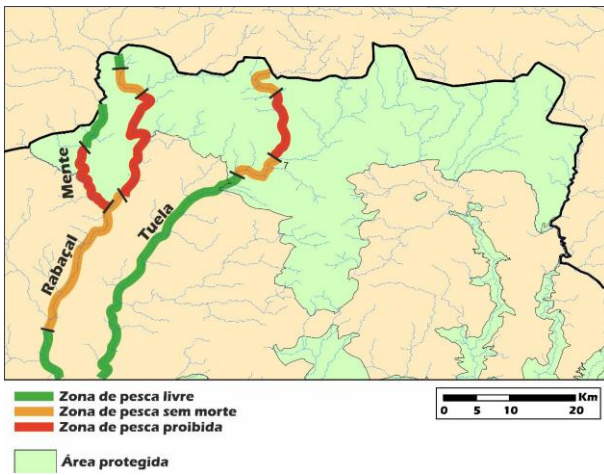 Mente
Rabaçal
Tuela
7
Zona de pesca livre
Zona de pesca sem morte
Zona de pesca proibida
Área protegida
Km
0 5 10 20